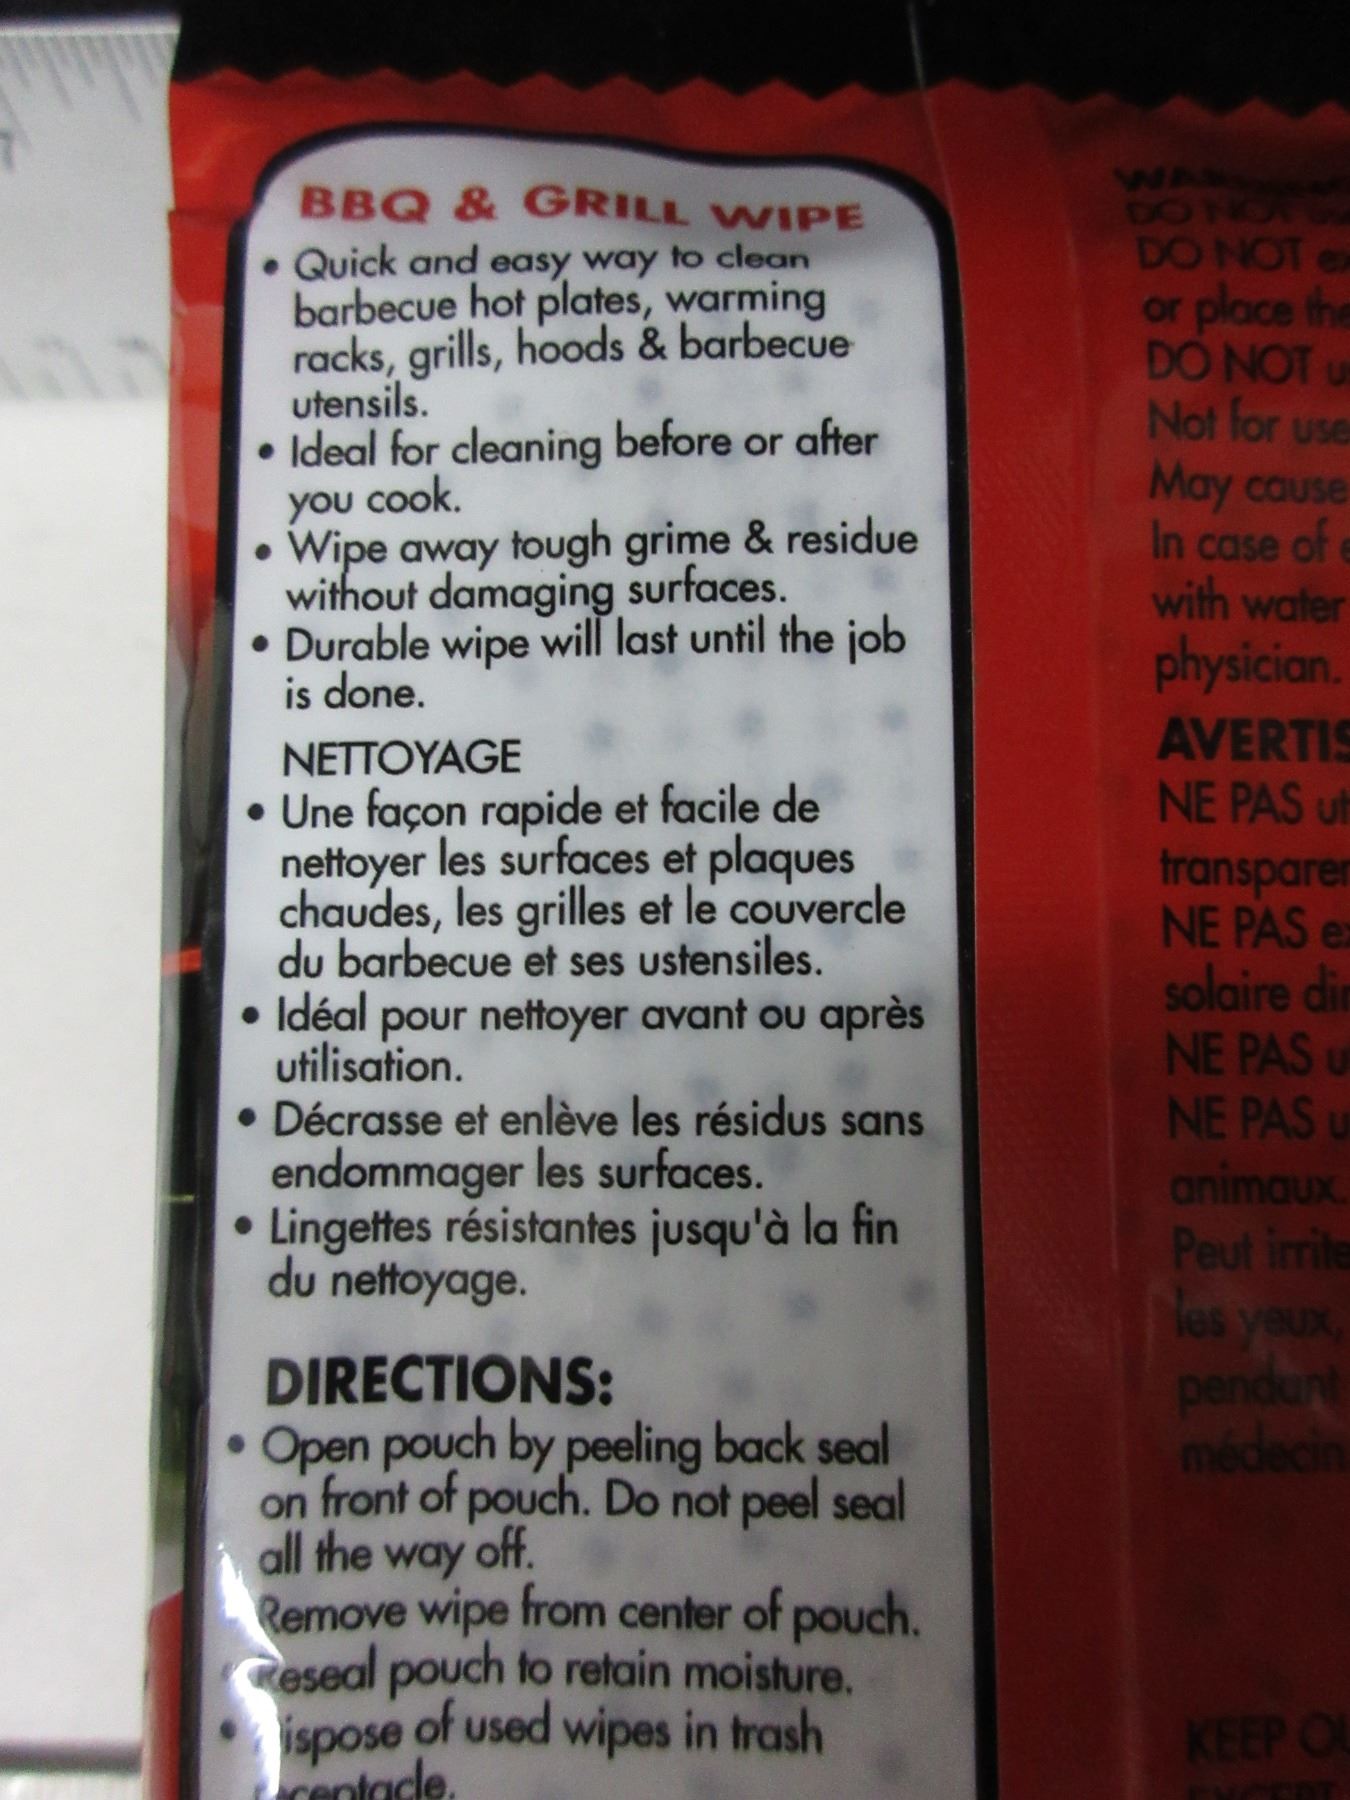 BBQ & GRILL WIPE
• Quick and easy way to clean
barbecue hot plates, warming
racks, grills, hoods & barbecue
utensils.
• Ideal for cleaning before or after
you cook.
• Wipe away tough grime & residue
without damaging surfaces.
• Durable wipe will last until the job
is done.
NETTOYAGE
• Une façon rapide et facile de
nettoyer les surfaces et plaques
chaudes, les grilles et le couvercle
du barbecue et ses ustensiles.
• Idéal pour nettoyer avant ou après
utilisation.
• Décrasse et enlève les résidus sans
endommager les surfaces.
• Lingettes résistantes jusqu'à la fin
du nettoyage.
DIRECTIONS:
• Open pouch by peeling back seal
on front of pouch. Do not peel seal
all the way off.
Remove wipe from center of pouch.
Reseal pouch to retain moisture.
• ispose of used wipes in trash
receptacle.
DO NOT
DO NOT
or place the
DO NOT
Not for use
May cause
In case of
with water
physician.
AVERTIS
NE PAS
transparen
NE PAS
solaire
NE PAS
NE PAS
animaux.
Peut irrite
les yeux,
pendant
médecin
KEEP